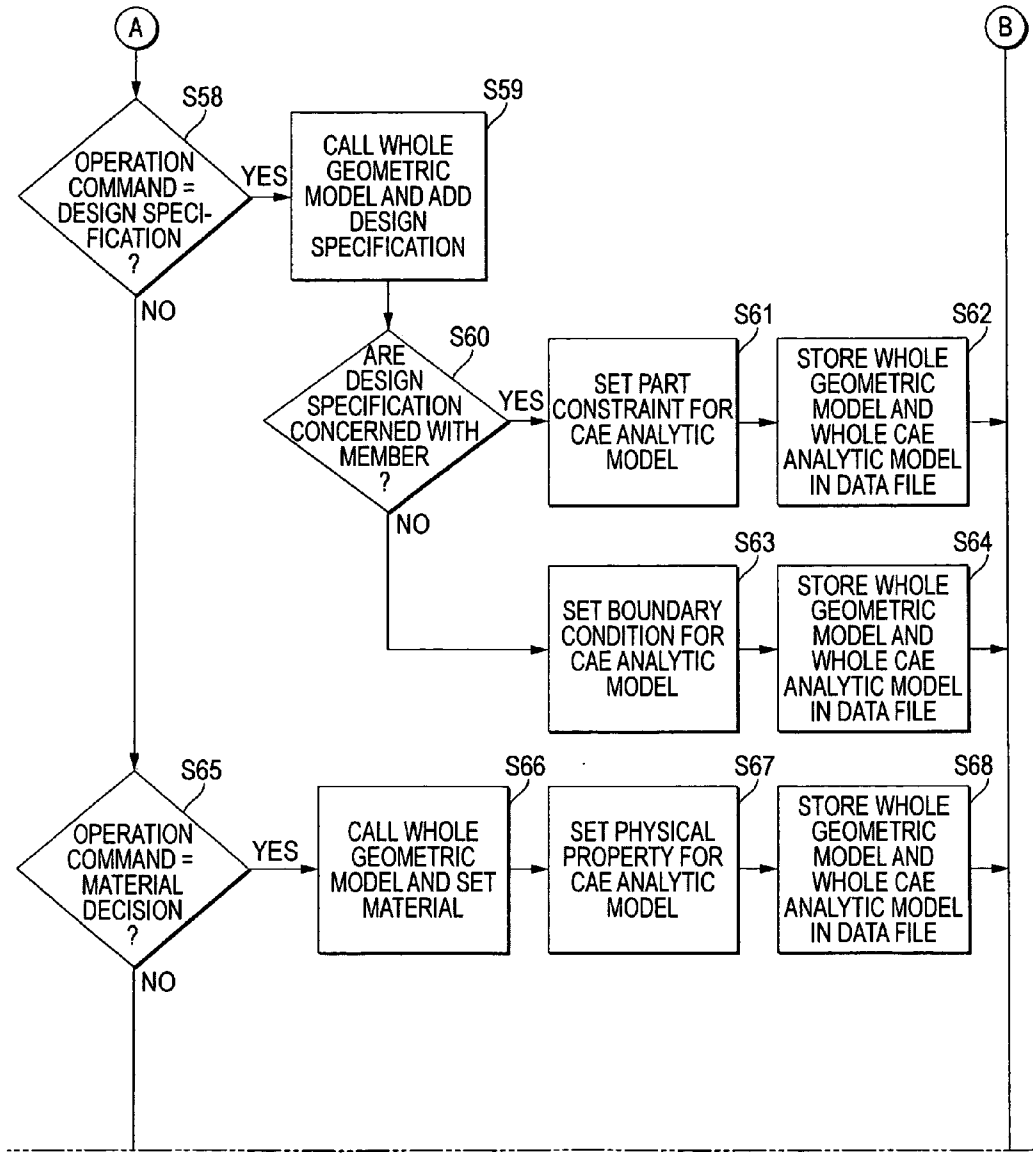 A
B
S58
OPERATION
COMMAND =
DESIGN SPECI-
FICATION
?
YES
NO
S59
CALL WHOLE
GEOMETRIC
MODEL AND ADD
DESIGN
SPECIFICATION
S60
ARE
DESIGN
SPECIFICATION
CONCERNED WITH
MEMBER
?
YES
NO
S61
SET PART
CONSTRAINT FOR
CAE ANALYTIC
MODEL
S62
STORE WHOLE
GEOMETRIC
MODEL AND
WHOLE CAE
ANALYTIC MODEL
IN DATA FILE
S63
SET BOUNDARY
CONDITION FOR
CAE ANALYTIC
MODEL
S64
STORE WHOLE
GEOMETRIC
MODEL AND
WHOLE CAE
ANALYTIC MODEL
IN DATA FILE
S65
OPERATION
COMMAND =
MATERIAL
DECISION
?
YES
NO
S66
CALL WHOLE
GEOMETRIC
MODEL AND SET
MATERIAL
S67
SET PHYSICAL
PROPERTY FOR
CAE ANALYTIC
MODEL
S68
STORE WHOLE
GEOMETRIC
MODEL AND
WHOLE CAE
ANALYTIC MODEL
IN DATA FILE